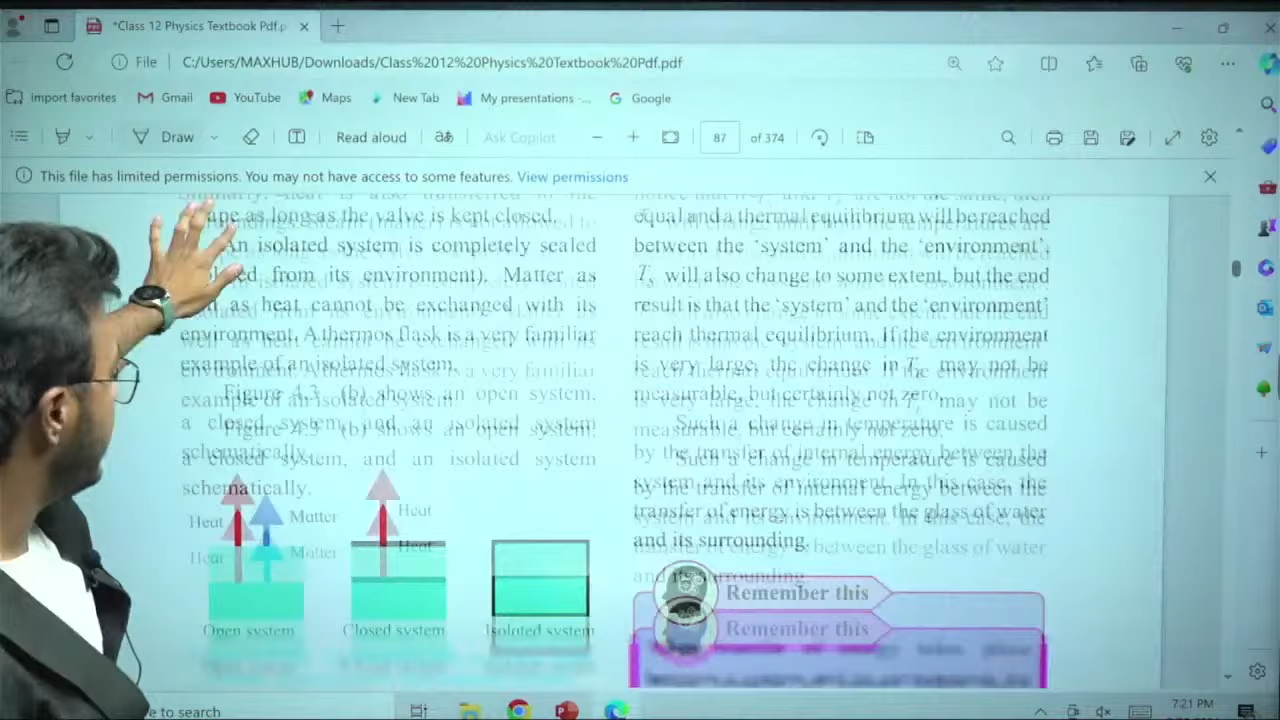 *Class 12 Physics Textbook Pdf.p
File
C:/Users/MAXHUB/Downloads/Class%2012%20Physics%20Textbook%20Pdf.pdf
Import favorites
Gmail
YouTube
Maps
New Tab
My presentations -...
Google
Draw
Read aloud
Ask Copilot
87
of 374
This file has limited permissions. You may not have access to some features. View permissions
as long as the valve is kept closed.
An isolated system is completely sealed
from its environment). Matter as
as heat cannot be exchanged with its
environment. A thermos flask is a very familiar
example of an isolated system.
Figure 4.3 (b) shows an open system,
a closed system, and an isolated system
schematically.
Heat
Matter
Heat
Heat
Matter
Heat
Open system
Closed system
Isolated system
equal and a thermal equilibrium will be reached
between the 'system' and the 'environment'.
will also change to some extent, but the end
result is that the 'system' and the 'environment'
reach thermal equilibrium. If the environment
is very large, the change in may not be
measurable, but certainly not zero.
Such a change in temperature is caused
by the transfer of internal energy between the
system and its environment. In this case, the
transfer of energy is between the glass of water
and its surrounding.
Remember this
Remember this
to search
7:21 PM